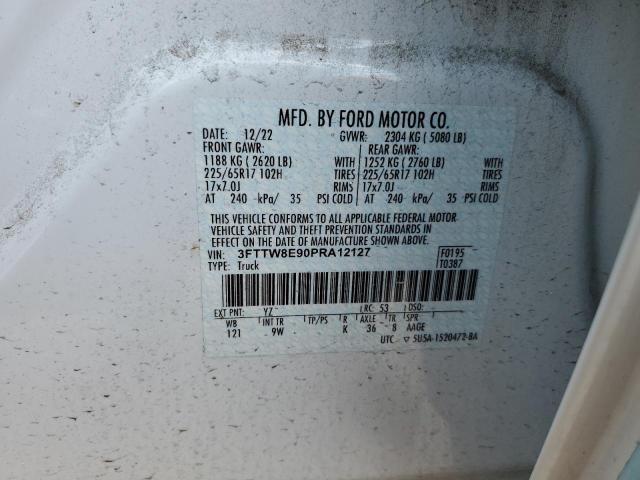 MFD. BY FORD MOTOR CO.
DATE: 12/22 GVWR: 2304 KG ( 5080 LB)
FRONT GAWR: REAR GAWR:
1188 KG ( 2620 LB) WITH 1252 KG ( 2760 LB) WITH
225/65R17 102H TIRES 225/65R17 102H TIRES
17x7.0J RIMS 17x7.0J RIMS
AT 240 kPa/ 35 PSI COLD AT 240 kPa/ 35 PSI COLD
THIS VEHICLE CONFORMS TO ALL APPLICABLE FEDERAL MOTOR
VEHICLE SAFETY AND THEFT PREVENTION STANDARDS IN
EFFECT ON THE DATE OF MANUFACTURE SHOWN ABOVE.
VIN: 3FTTW8E90PRA12127 F0195
TYPE: Truck T0387
EXT PNT: YZ RC: 53 DSO:
WB INT TR TP/PS R AXLE TR SPR
121 9W K 36 8 AAGE
UTC ▽ 5U5A-1520472-BA